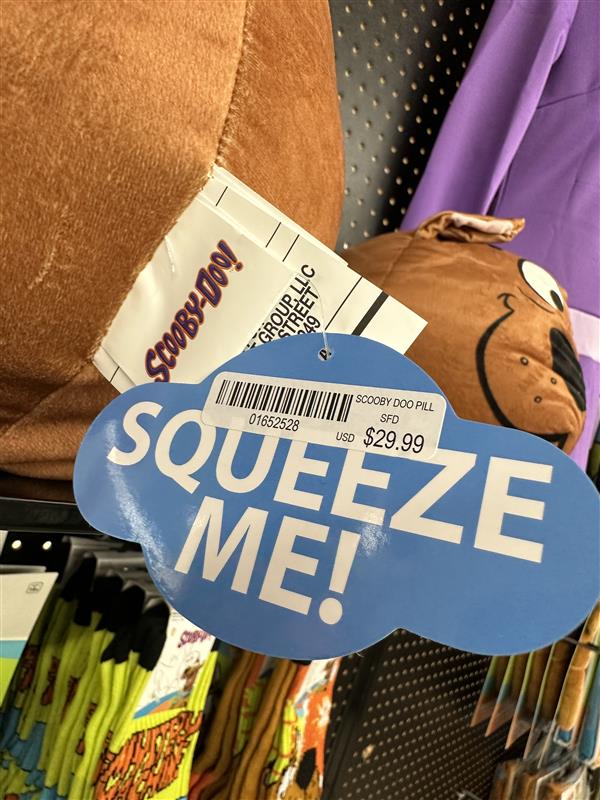 SCOOBY-DOO!
GROUP, LLC
STREET
SCOOBY DOO PILL
SFD
01652528
USD $29.99
SQUEEZE
ME!